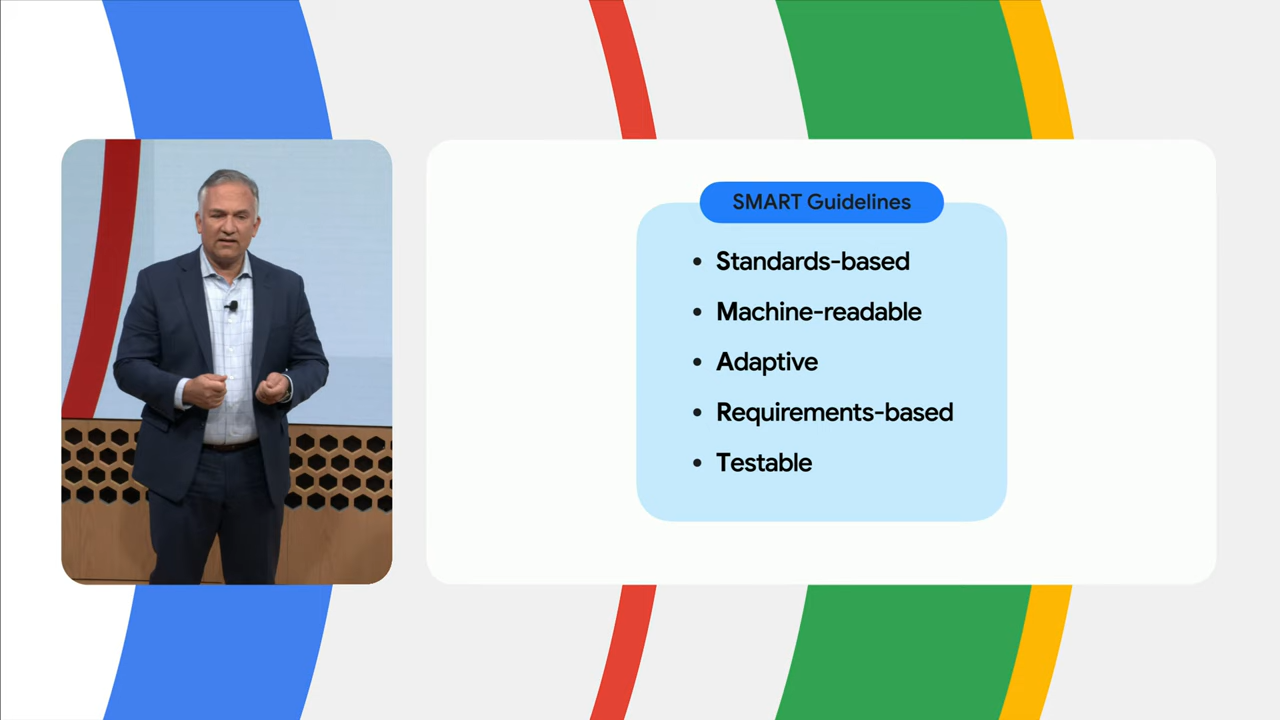 SMART Guidelines
• Standards-based
• Machine-readable
• Adaptive
• Requirements-based
• Testable